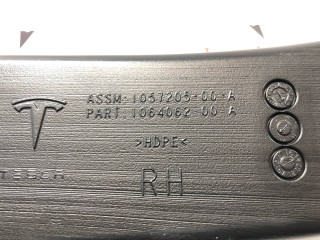 ASSM:1057205-00-A
PART:1064062-00-A
>HDPE<
TESLA
RH